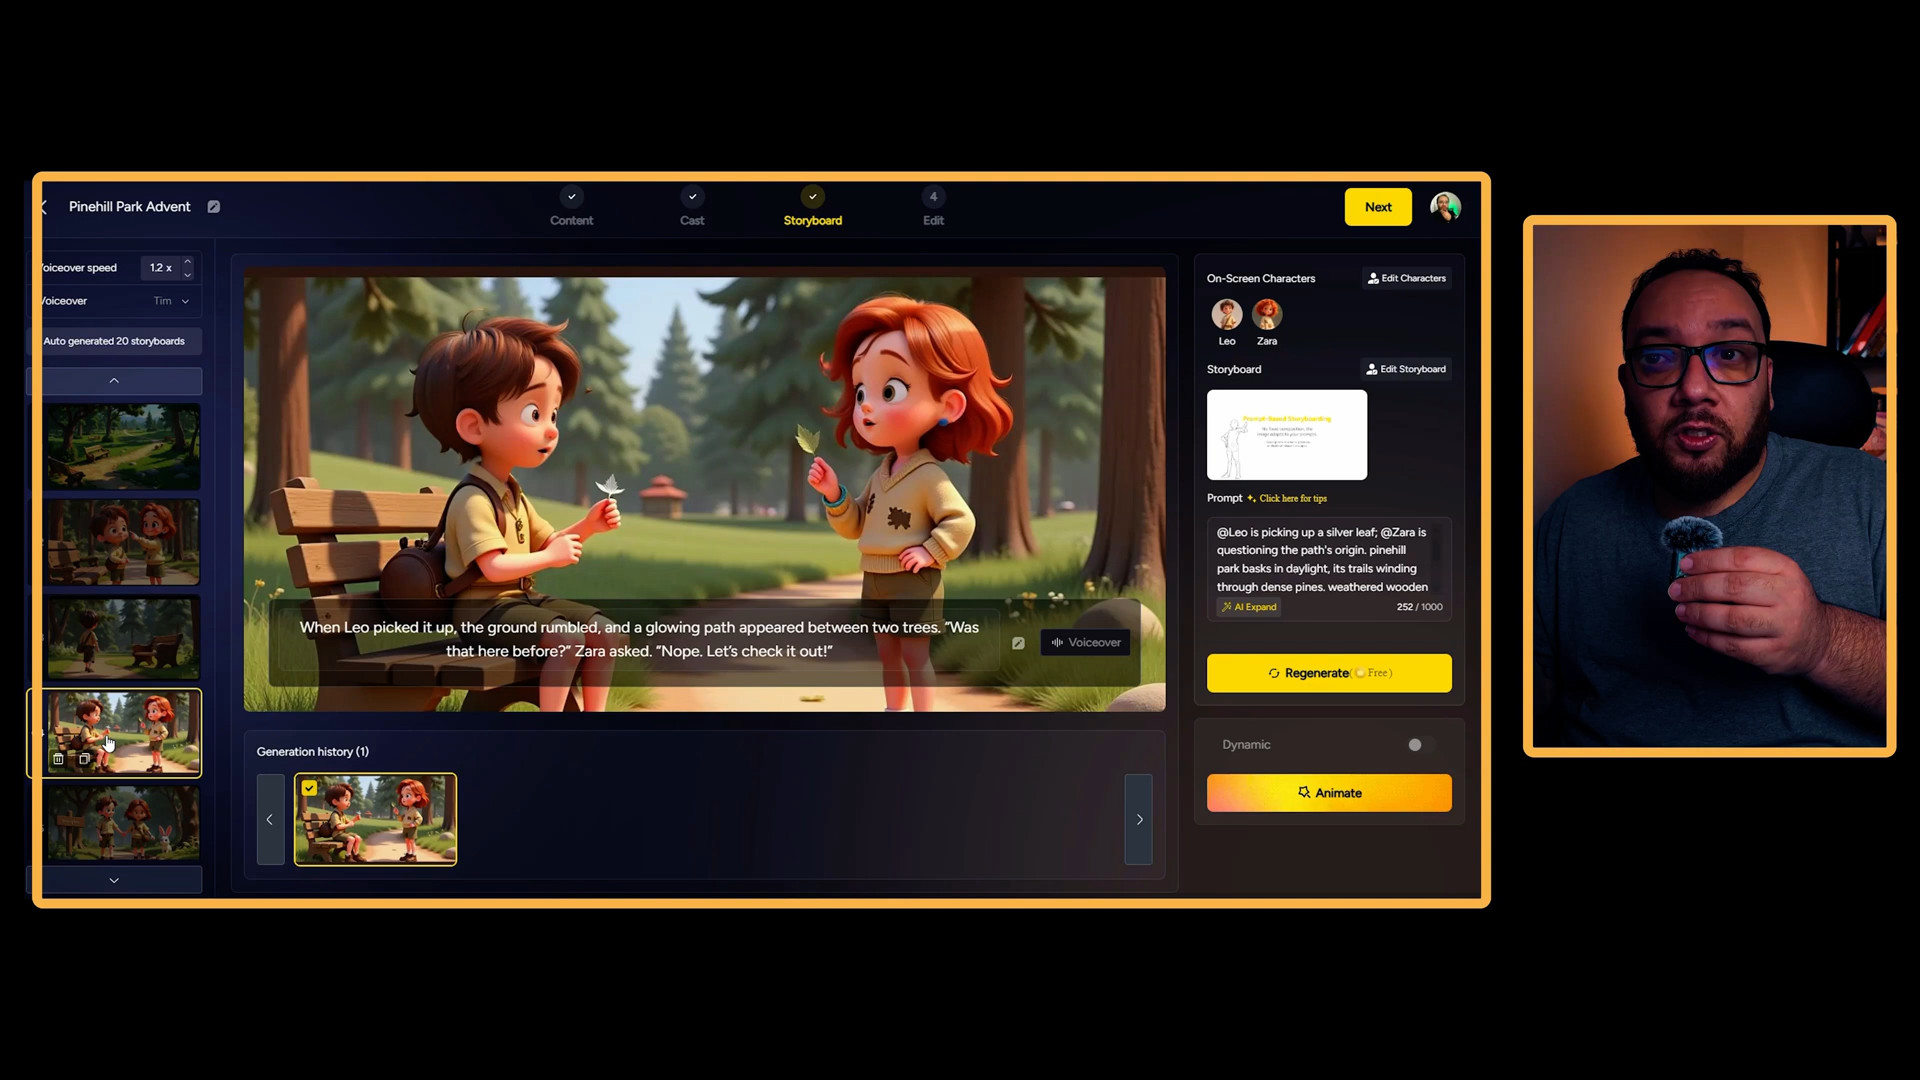 Pinehill Park Advent
Content
Cast
Storyboard
4
Edit
Next
oiceover speed
1.2 x
Voiceover
Tim
Auto generated 20 storyboards
When Leo picked it up, the ground rumbled, and a glowing path appeared between two trees. “Was
that here before?” Zara asked. “Nope. Let’s check it out!”
Voiceover
Generation history (1)
On-Screen Characters
Edit Characters
Leo
Zara
Storyboard
Edit Storyboard
Prompt-Based Storyboarding
Prompt
Click here for tips
@Leo is picking up a silver leaf; @Zara is
questioning the path's origin. pinehill
park basks in daylight, its trails winding
through dense pines. weathered wooden
AI Expand
252 / 1000
Regenerate( Free )
Dynamic
Animate